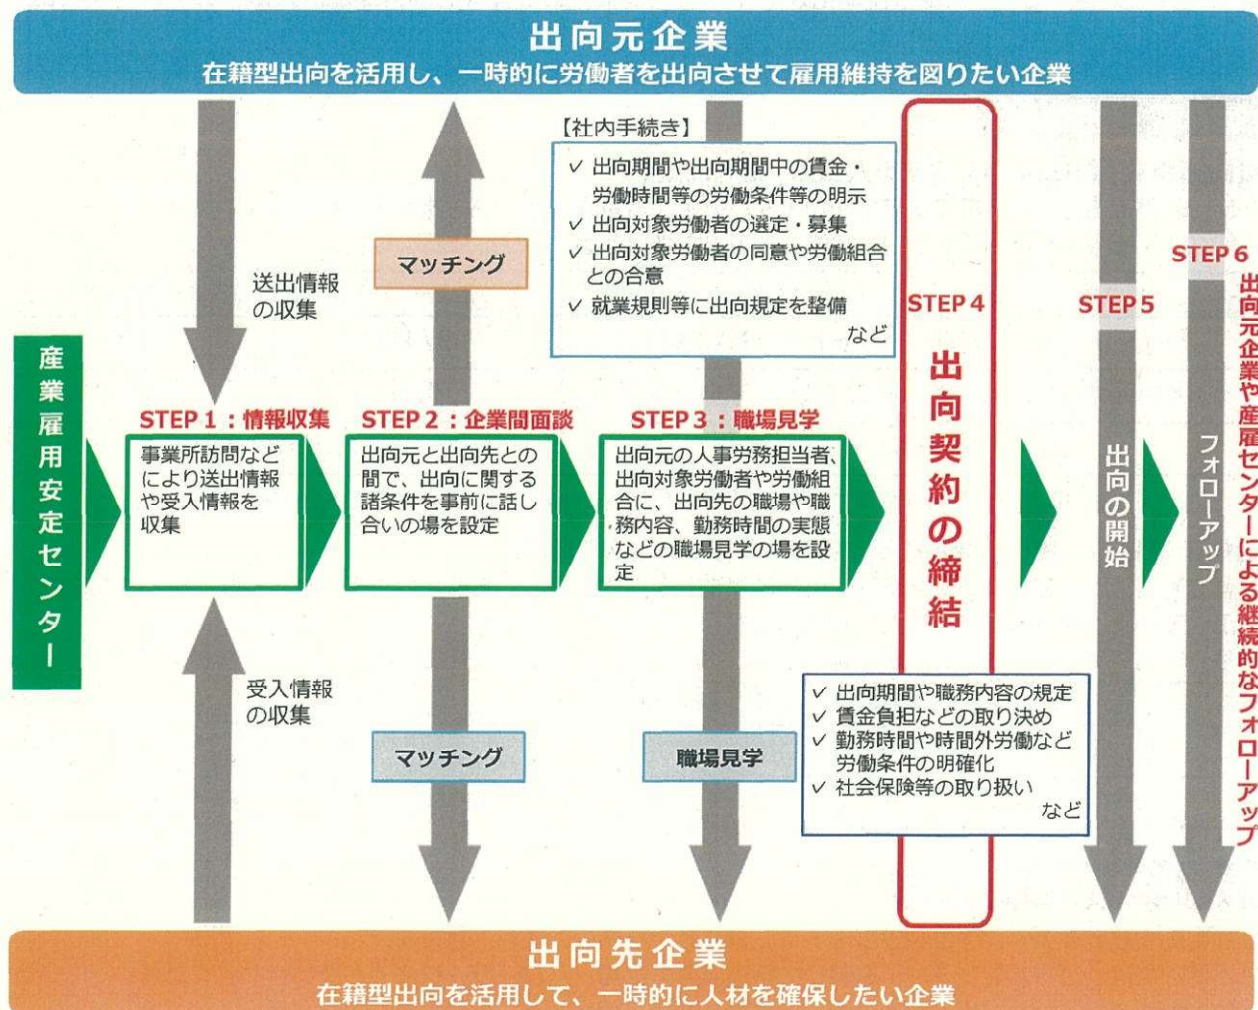 出向元企業
在籍型出向を活用し、一時的に労働者を出向させて雇用維持を図りたい企業
【社内手続き】
✓ 出向期間や出向期間中の賃金・
労働時間等の労働条件等の明示
✓ 出向対象労働者の選定・募集
✓ 出向対象労働者の同意や労働組合
との合意
✓ 就業規則等に出向規定を整備
など
マッチング
送出情報
の収集
産業雇用安定センター
STEP 1：情報収集
事業所訪問など
により送出情報
や受入情報を
収集
STEP 2：企業間面談
出向元と出向先との
間で、出向に関する
諸条件を事前に話し
合いの場を設定
STEP 3：職場見学
出向元の人事労務担当者、
出向対象労働者や労働組
合に、出向先の職場や職
務内容、勤務時間の実態
などの職場見学の場を設
定
STEP 4
出向契約の締結
STEP 5
出向の開始
STEP 6
フォローアップ
出向元企業や産雇センターによる継続的なフォローアップ
受入情報
の収集
マッチング
職場見学
✓ 出向期間や職務内容の規定
✓ 賃金負担などの取り決め
✓ 勤務時間や時間外労働など
労働条件の明確化
✓ 社会保険等の取り扱い
など
出向先企業
在籍型出向を活用して、一時的に人材を確保したい企業